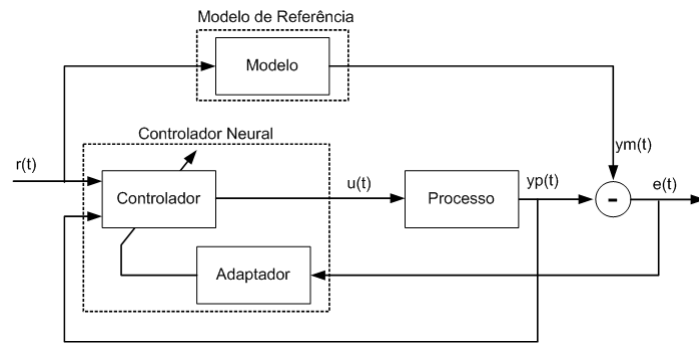 Modelo de Referência
Modelo
Controlador Neural
r(t)
ym(t)
Controlador
u(t)
Processo
yp(t)
-
e(t)
Adaptador